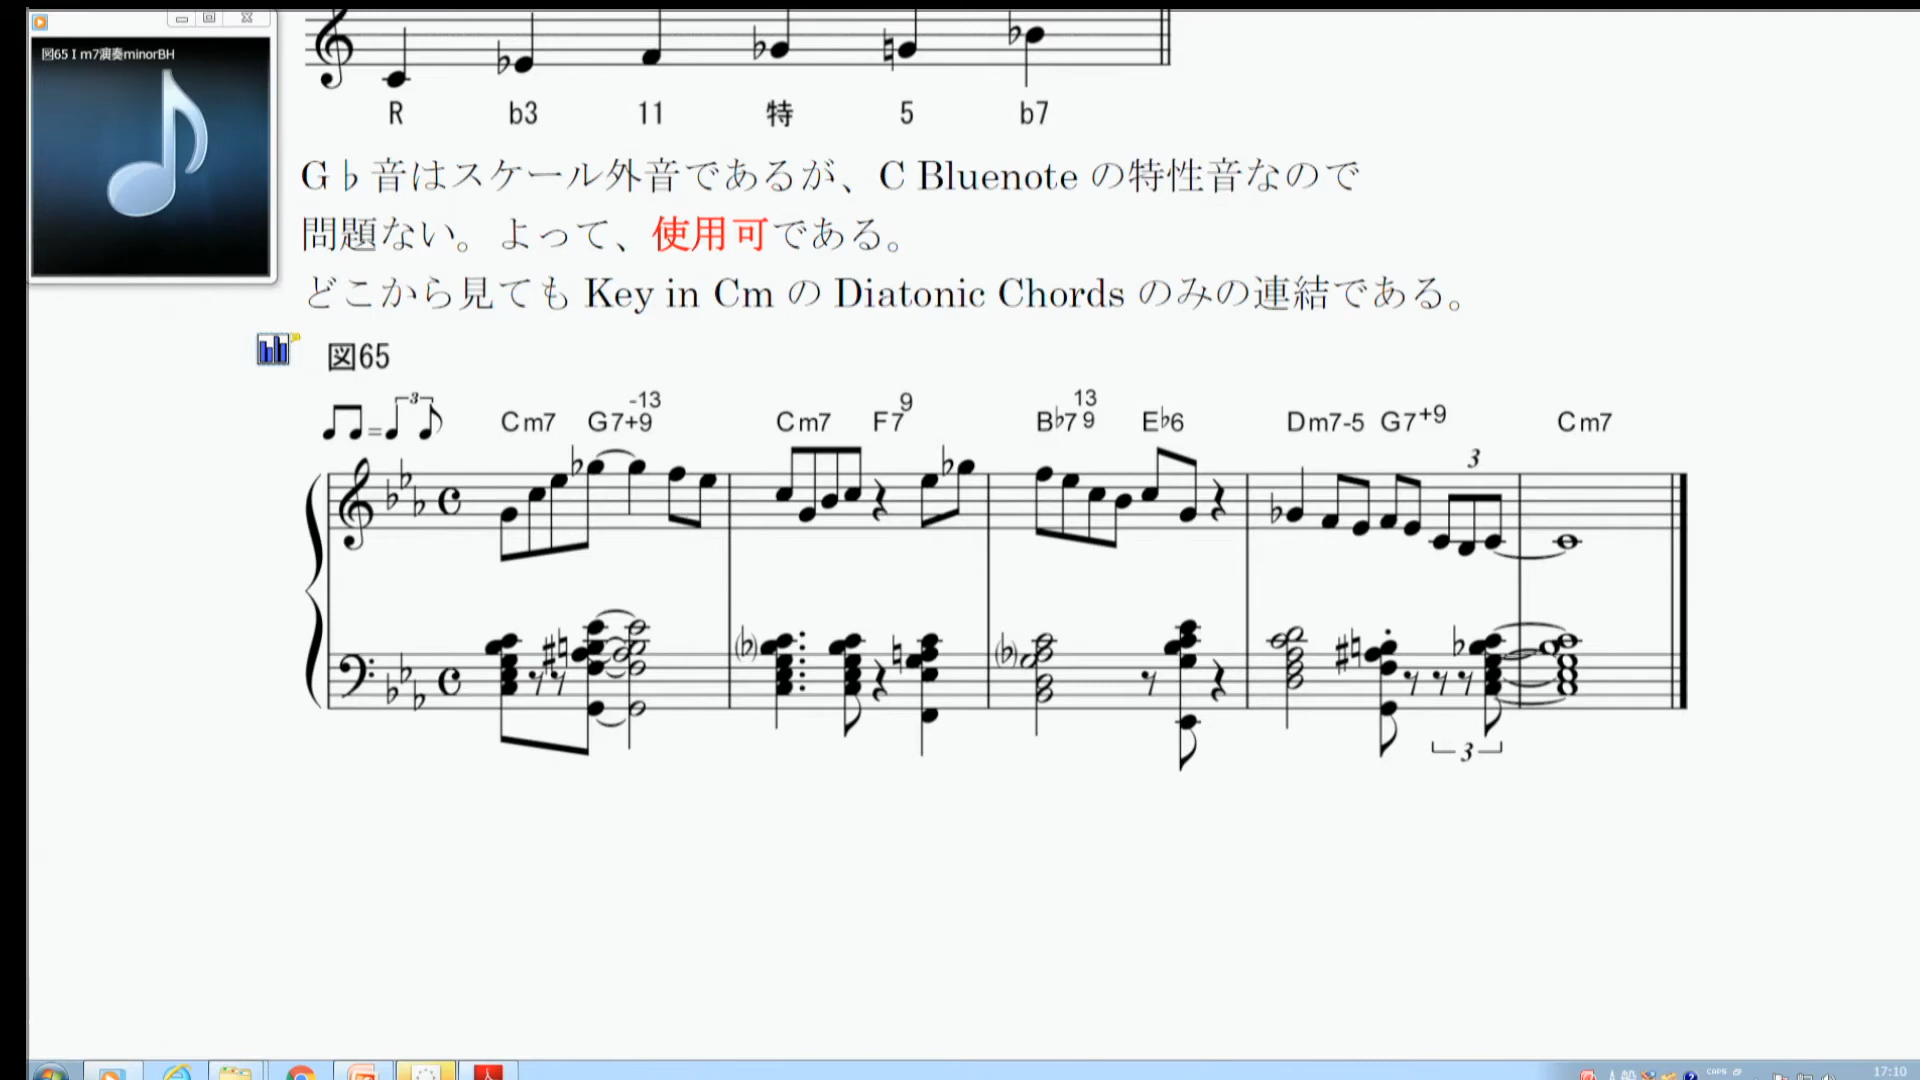 図65 I m7演奏minorBH
R b3 11 特 5 b7
G♭音はスケール外音であるが、C Bluenote の特性音なので
問題ない。よって、使用可である。
どこから見ても Key in Cm の Diatonic Chords のみの連結である。
図65
3
-13 9 13
Cm7 G7+9 Cm7 F7 B♭7 9 E♭6 Dm7-5 G7+9 Cm7
3
3
CAPS
17:10